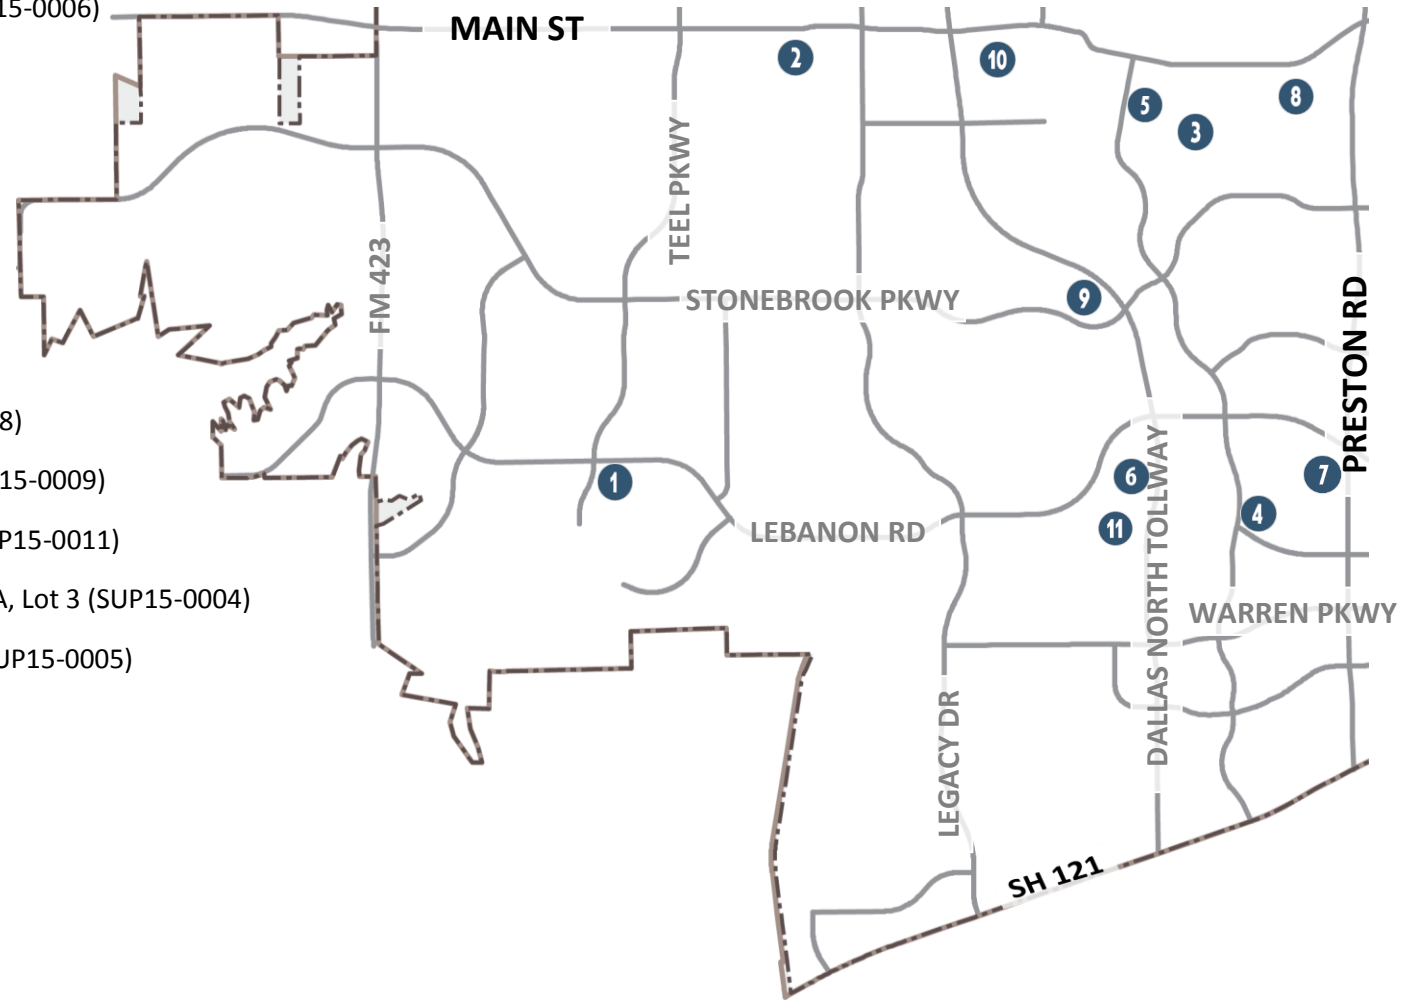 15-0006)
MAIN ST
2
10
5
8
3
TEEL PKWY
FM 423
STONEBROOK PKWY
9
PRESTON RD
8)
15-0009)
1
6
7
4
11
LEBANON RD
DALLAS NORTH TOLLWAY
P15-0011)
A, Lot 3 (SUP15-0004)
WARREN PKWY
UP15-0005)
LEGACY DR
SH 121